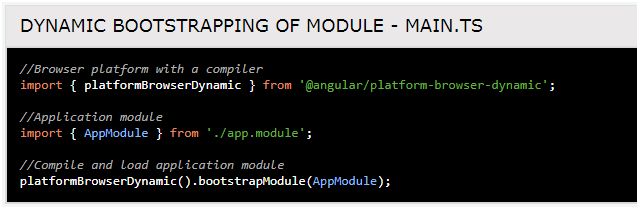 DYNAMIC BOOTSTRAPPING OF MODULE - MAIN.TS
//Browser platform with a compiler
import { platformBrowserDynamic } from '@angular/platform-browser-dynamic';
//Application module
import { AppModule } from './app.module';
//Compile and load application module
platformBrowserDynamic().bootstrapModule(AppModule);